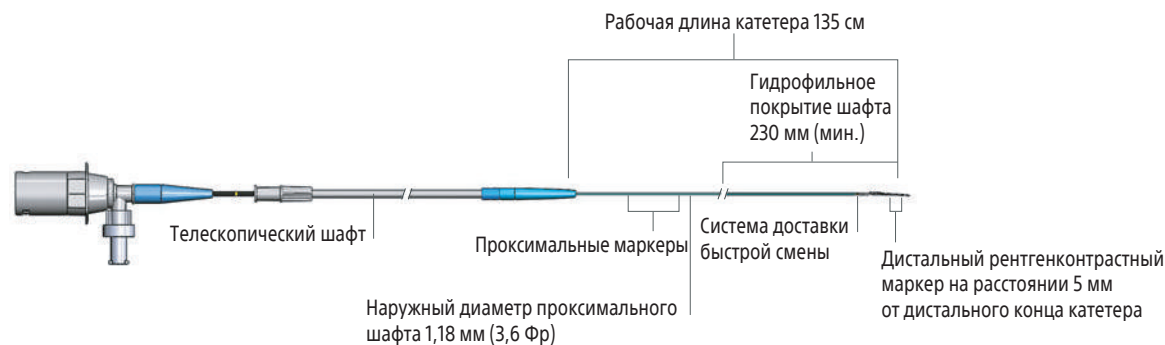 Рабочая длина катетера 135 см
Гидрофильное
покрытие шафта
230 мм (мин.)
Телескопический шафт
Проксимальные маркеры
Система доставки
быстрой смены
Дистальный рентгенконтрастный
маркер на расстоянии 5 мм
от дистального конца катетера
Наружный диаметр проксимального
шафта 1,18 мм (3,6 Фр)